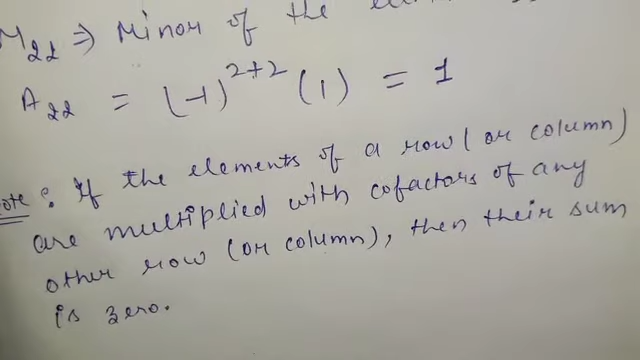 M₂₂ ⇒ Minor of the
A₂₂ = (-1)²⁺² (1) = 1
ote : If the elements of a row (or column)
are multiplied with cofactors of any
other row (or column), then their sum
is zero.